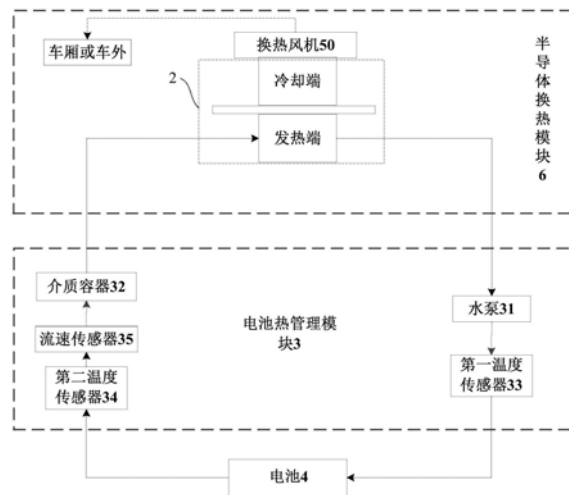 换热风机50
车厢或车外
2
冷却端
发热端
半导体换热模块6
介质容器32
流速传感器35
第二温度
传感器34
电池热管理模
块3
水泵31
第一温度
传感器33
电池4